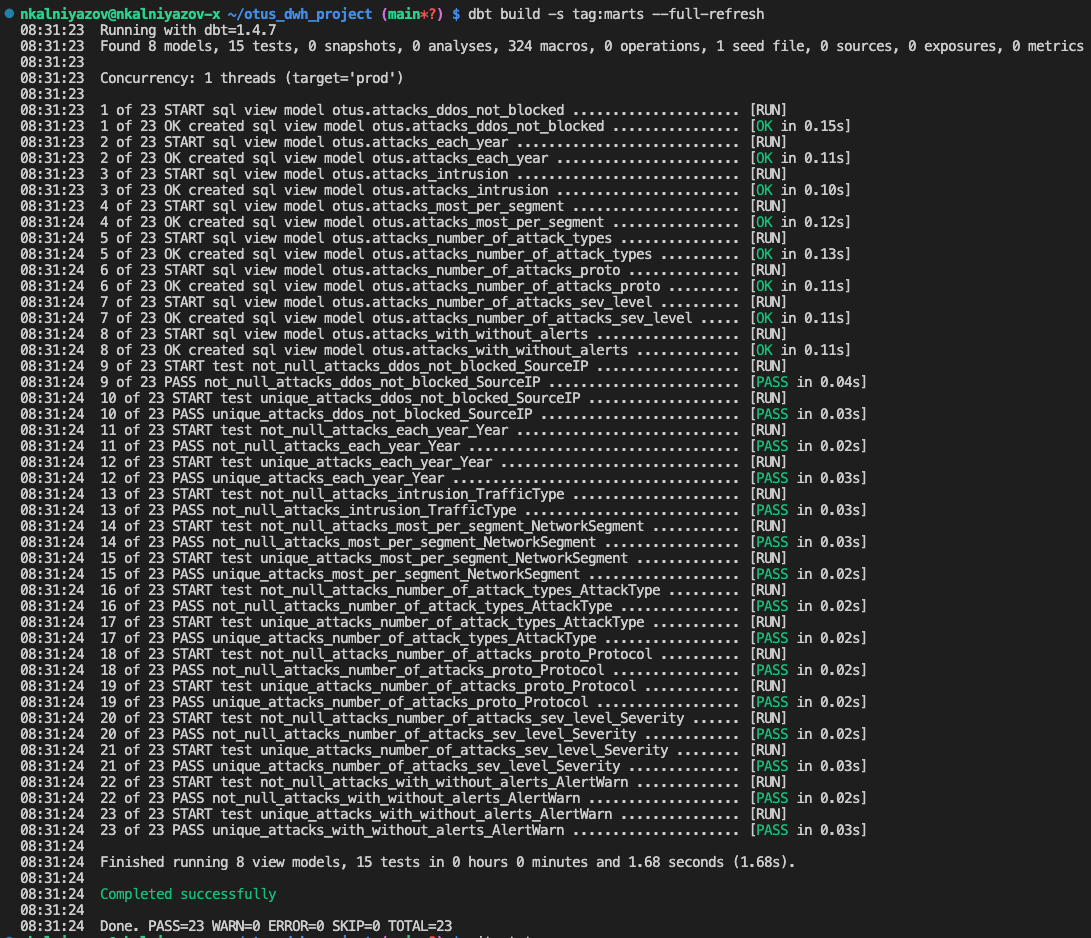 nkalniyazov@nkalniyazov-x ~/otus_dwh_project (main*?) $ dbt build -s tag:marts --full-refresh
08:31:23  Running with dbt=1.4.7
08:31:23  Found 8 models, 15 tests, 0 snapshots, 0 analyses, 324 macros, 0 operations, 1 seed file, 0 sources, 0 exposures, 0 metrics
08:31:23
08:31:23  Concurrency: 1 threads (target='prod')
08:31:23
08:31:23  1 of 23 START sql view model otus.attacks_ddos_not_blocked ..................... [RUN]
08:31:23  1 of 23 OK created sql view model otus.attacks_ddos_not_blocked ................ [OK in 0.15s]
08:31:23  2 of 23 START sql view model otus.attacks_each_year ............................ [RUN]
08:31:23  2 of 23 OK created sql view model otus.attacks_each_year ....................... [OK in 0.11s]
08:31:23  3 of 23 START sql view model otus.attacks_intrusion ............................ [RUN]
08:31:23  3 of 23 OK created sql view model otus.attacks_intrusion ....................... [OK in 0.10s]
08:31:23  4 of 23 START sql view model otus.attacks_most_per_segment ..................... [RUN]
08:31:24  4 of 23 OK created sql view model otus.attacks_most_per_segment ................ [OK in 0.12s]
08:31:24  5 of 23 START sql view model otus.attacks_number_of_attack_types ............... [RUN]
08:31:24  5 of 23 OK created sql view model otus.attacks_number_of_attack_types .......... [OK in 0.13s]
08:31:24  6 of 23 START sql view model otus.attacks_number_of_attacks_proto .............. [RUN]
08:31:24  6 of 23 OK created sql view model otus.attacks_number_of_attacks_proto ......... [OK in 0.11s]
08:31:24  7 of 23 START sql view model otus.attacks_number_of_attacks_sev_level .......... [RUN]
08:31:24  7 of 23 OK created sql view model otus.attacks_number_of_attacks_sev_level ..... [OK in 0.11s]
08:31:24  8 of 23 START sql view model otus.attacks_with_without_alerts .................. [RUN]
08:31:24  8 of 23 OK created sql view model otus.attacks_with_without_alerts ............. [OK in 0.11s]
08:31:24  9 of 23 START test not_null_attacks_ddos_not_blocked_SourceIP .................. [RUN]
08:31:24  9 of 23 PASS not_null_attacks_ddos_not_blocked_SourceIP ........................ [PASS in 0.04s]
08:31:24  10 of 23 START test unique_attacks_ddos_not_blocked_SourceIP ................... [RUN]
08:31:24  10 of 23 PASS unique_attacks_ddos_not_blocked_SourceIP ......................... [PASS in 0.03s]
08:31:24  11 of 23 START test not_null_attacks_each_year_Year ............................ [RUN]
08:31:24  11 of 23 PASS not_null_attacks_each_year_Year .................................. [PASS in 0.02s]
08:31:24  12 of 23 START test unique_attacks_each_year_Year .............................. [RUN]
08:31:24  12 of 23 PASS unique_attacks_each_year_Year .................................... [PASS in 0.03s]
08:31:24  13 of 23 START test not_null_attacks_intrusion_TrafficType ..................... [RUN]
08:31:24  13 of 23 PASS not_null_attacks_intrusion_TrafficType ........................... [PASS in 0.03s]
08:31:24  14 of 23 START test not_null_attacks_most_per_segment_NetworkSegment ........... [RUN]
08:31:24  14 of 23 PASS not_null_attacks_most_per_segment_NetworkSegment ................. [PASS in 0.03s]
08:31:24  15 of 23 START test unique_attacks_most_per_segment_NetworkSegment ............. [RUN]
08:31:24  15 of 23 PASS unique_attacks_most_per_segment_NetworkSegment ................... [PASS in 0.02s]
08:31:24  16 of 23 START test not_null_attacks_number_of_attack_types_AttackType ......... [RUN]
08:31:24  16 of 23 PASS not_null_attacks_number_of_attack_types_AttackType ............... [PASS in 0.02s]
08:31:24  17 of 23 START test unique_attacks_number_of_attack_types_AttackType ........... [RUN]
08:31:24  17 of 23 PASS unique_attacks_number_of_attack_types_AttackType ................. [PASS in 0.02s]
08:31:24  18 of 23 START test not_null_attacks_number_of_attacks_proto_Protocol .......... [RUN]
08:31:24  18 of 23 PASS not_null_attacks_number_of_attacks_proto_Protocol ................ [PASS in 0.02s]
08:31:24  19 of 23 START test unique_attacks_number_of_attacks_proto_Protocol ............ [RUN]
08:31:24  19 of 23 PASS unique_attacks_number_of_attacks_proto_Protocol .................. [PASS in 0.02s]
08:31:24  20 of 23 START test not_null_attacks_number_of_attacks_sev_level_Severity ...... [RUN]
08:31:24  20 of 23 PASS not_null_attacks_number_of_attacks_sev_level_Severity ............ [PASS in 0.02s]
08:31:24  21 of 23 START test unique_attacks_number_of_attacks_sev_level_Severity ........ [RUN]
08:31:24  21 of 23 PASS unique_attacks_number_of_attacks_sev_level_Severity .............. [PASS in 0.03s]
08:31:24  22 of 23 START test not_null_attacks_with_without_alerts_AlertWarn ............. [RUN]
08:31:24  22 of 23 PASS not_null_attacks_with_without_alerts_AlertWarn ................... [PASS in 0.02s]
08:31:24  23 of 23 START test unique_attacks_with_without_alerts_AlertWarn ............... [RUN]
08:31:24  23 of 23 PASS unique_attacks_with_without_alerts_AlertWarn ..................... [PASS in 0.03s]
08:31:24
08:31:24  Finished running 8 view models, 15 tests in 0 hours 0 minutes and 1.68 seconds (1.68s).
08:31:24
08:31:24  Completed successfully
08:31:24
08:31:24  Done. PASS=23 WARN=0 ERROR=0 SKIP=0 TOTAL=23